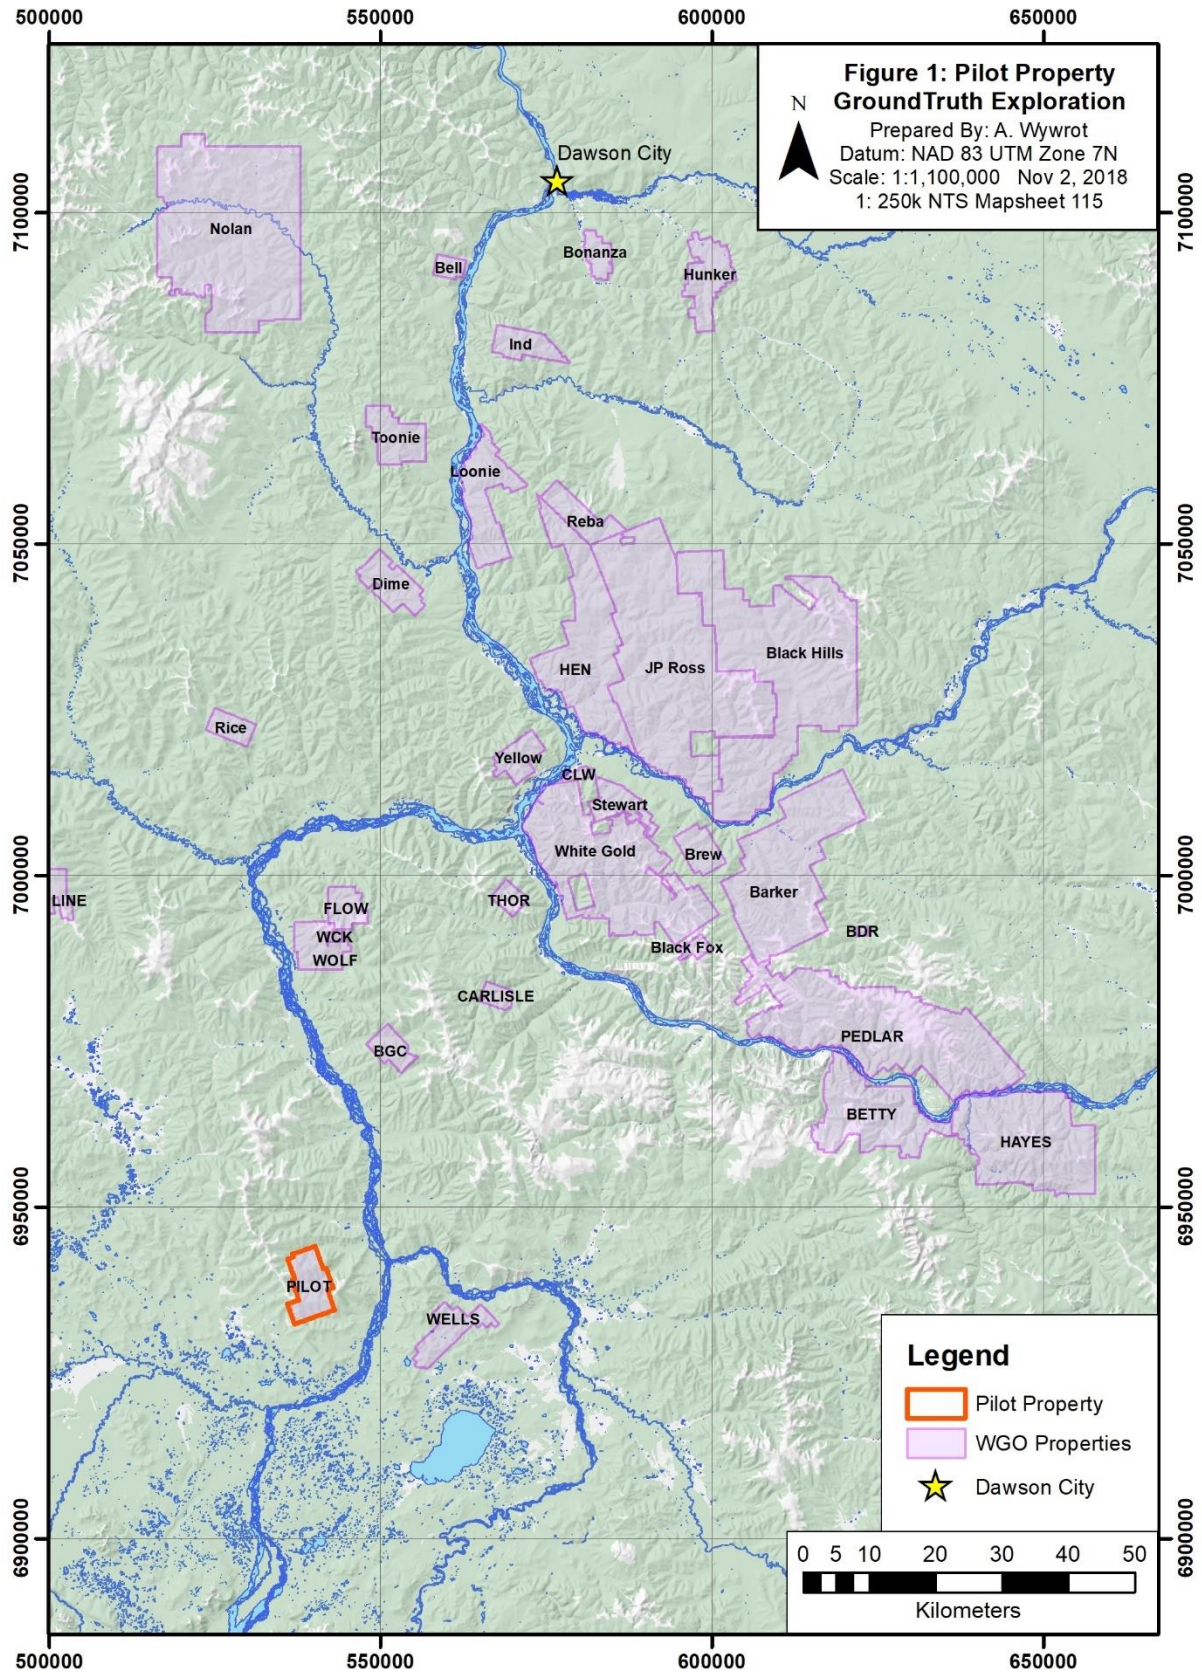 500000
550000
600000
650000
Figure 1: Pilot Property
GroundTruth Exploration
Prepared By: A. Wywrot
Datum: NAD 83 UTM Zone 7N
Scale: 1:1,100,000 Nov 2, 2018
1: 250k NTS Mapsheet 115
N
Dawson City
7100000
7100000
Nolan
Bonanza
Bell
Hunker
Ind
Toonie
Loonie
Reba
7050000
7050000
Dime
Black Hills
HEN
JP Ross
Rice
Yellow
CLW
Stewart
White Gold
Brew
7000000
7000000
Barker
LINE
THOR
FLOW
BDR
WCK
Black Fox
WOLF
CARLISLE
PEDLAR
BGC
BETTY
HAYES
6950000
6950000
PILOT
WELLS
Legend
Pilot Property
WGO Properties
Dawson City
6900000
6900000
0 5 10 20 30 40 50
Kilometers
500000
550000
600000
650000